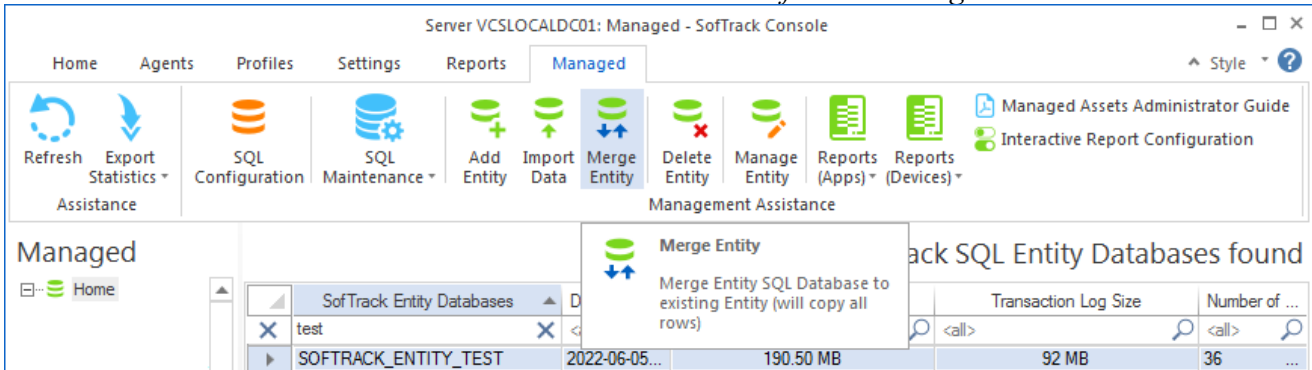 Server VCSLOCALDC01: Managed - SofTrack Console
Home Agents Profiles Settings Reports Managed Style
Refresh
Export Statistics
SQL Configuration
SQL Maintenance
Add Entity
Import Data
Merge Entity
Delete Entity
Manage Entity
Reports (Apps)
Reports (Devices)
Managed Assets Administrator Guide
Interactive Report Configuration
Assistance
Management Assistance
Managed
Home
ack SQL Entity Databases found
Merge Entity
Merge Entity SQL Database to
existing Entity (will copy all
rows)
SofTrack Entity Databases D Transaction Log Size Number of ...
test <all> <all>
SOFTRACK_ENTITY_TEST 2022-06-05... 190.50 MB 92 MB 36 ...